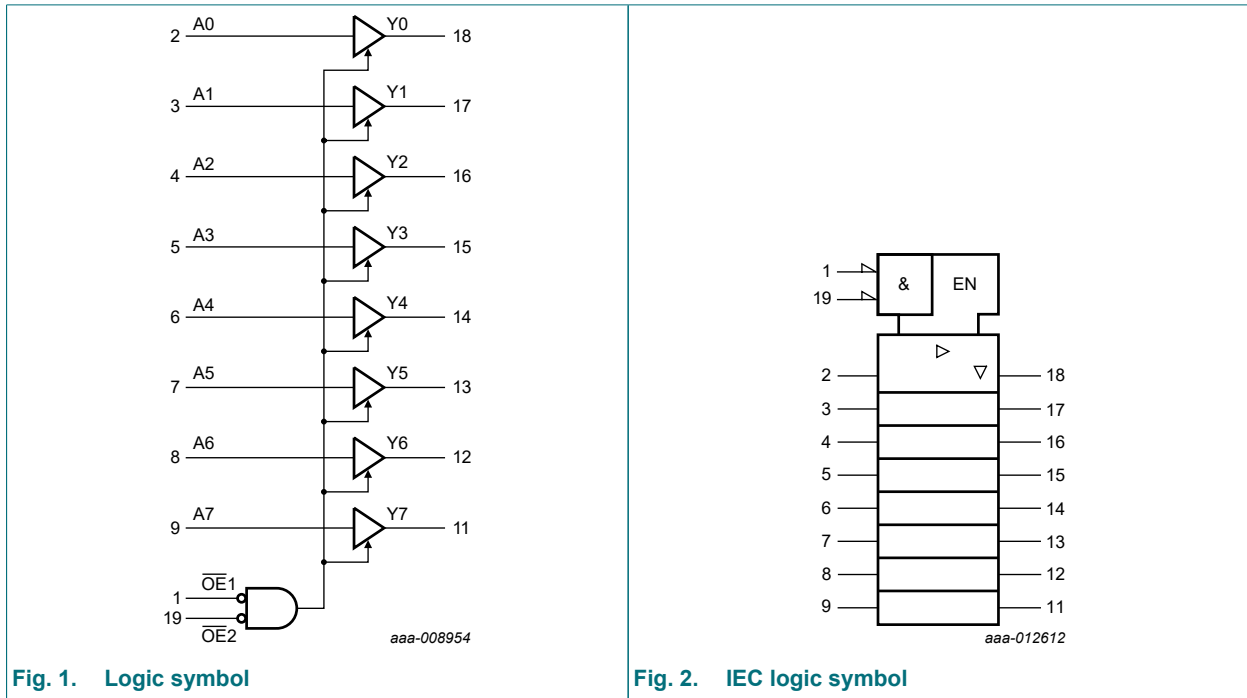 2 A0 Y0 18
3 A1 Y1 17
4 A2 Y2 16
5 A3 Y3 15
6 A4 Y4 14
7 A5 Y5 13
8 A6 Y6 12
9 A7 Y7 11
1 OE1
19 OE2
aaa-008954
Fig. 1. Logic symbol
1 & EN
19
2 18
3 17
4 16
5 15
6 14
7 13
8 12
9 11
aaa-012612
Fig. 2. IEC logic symbol